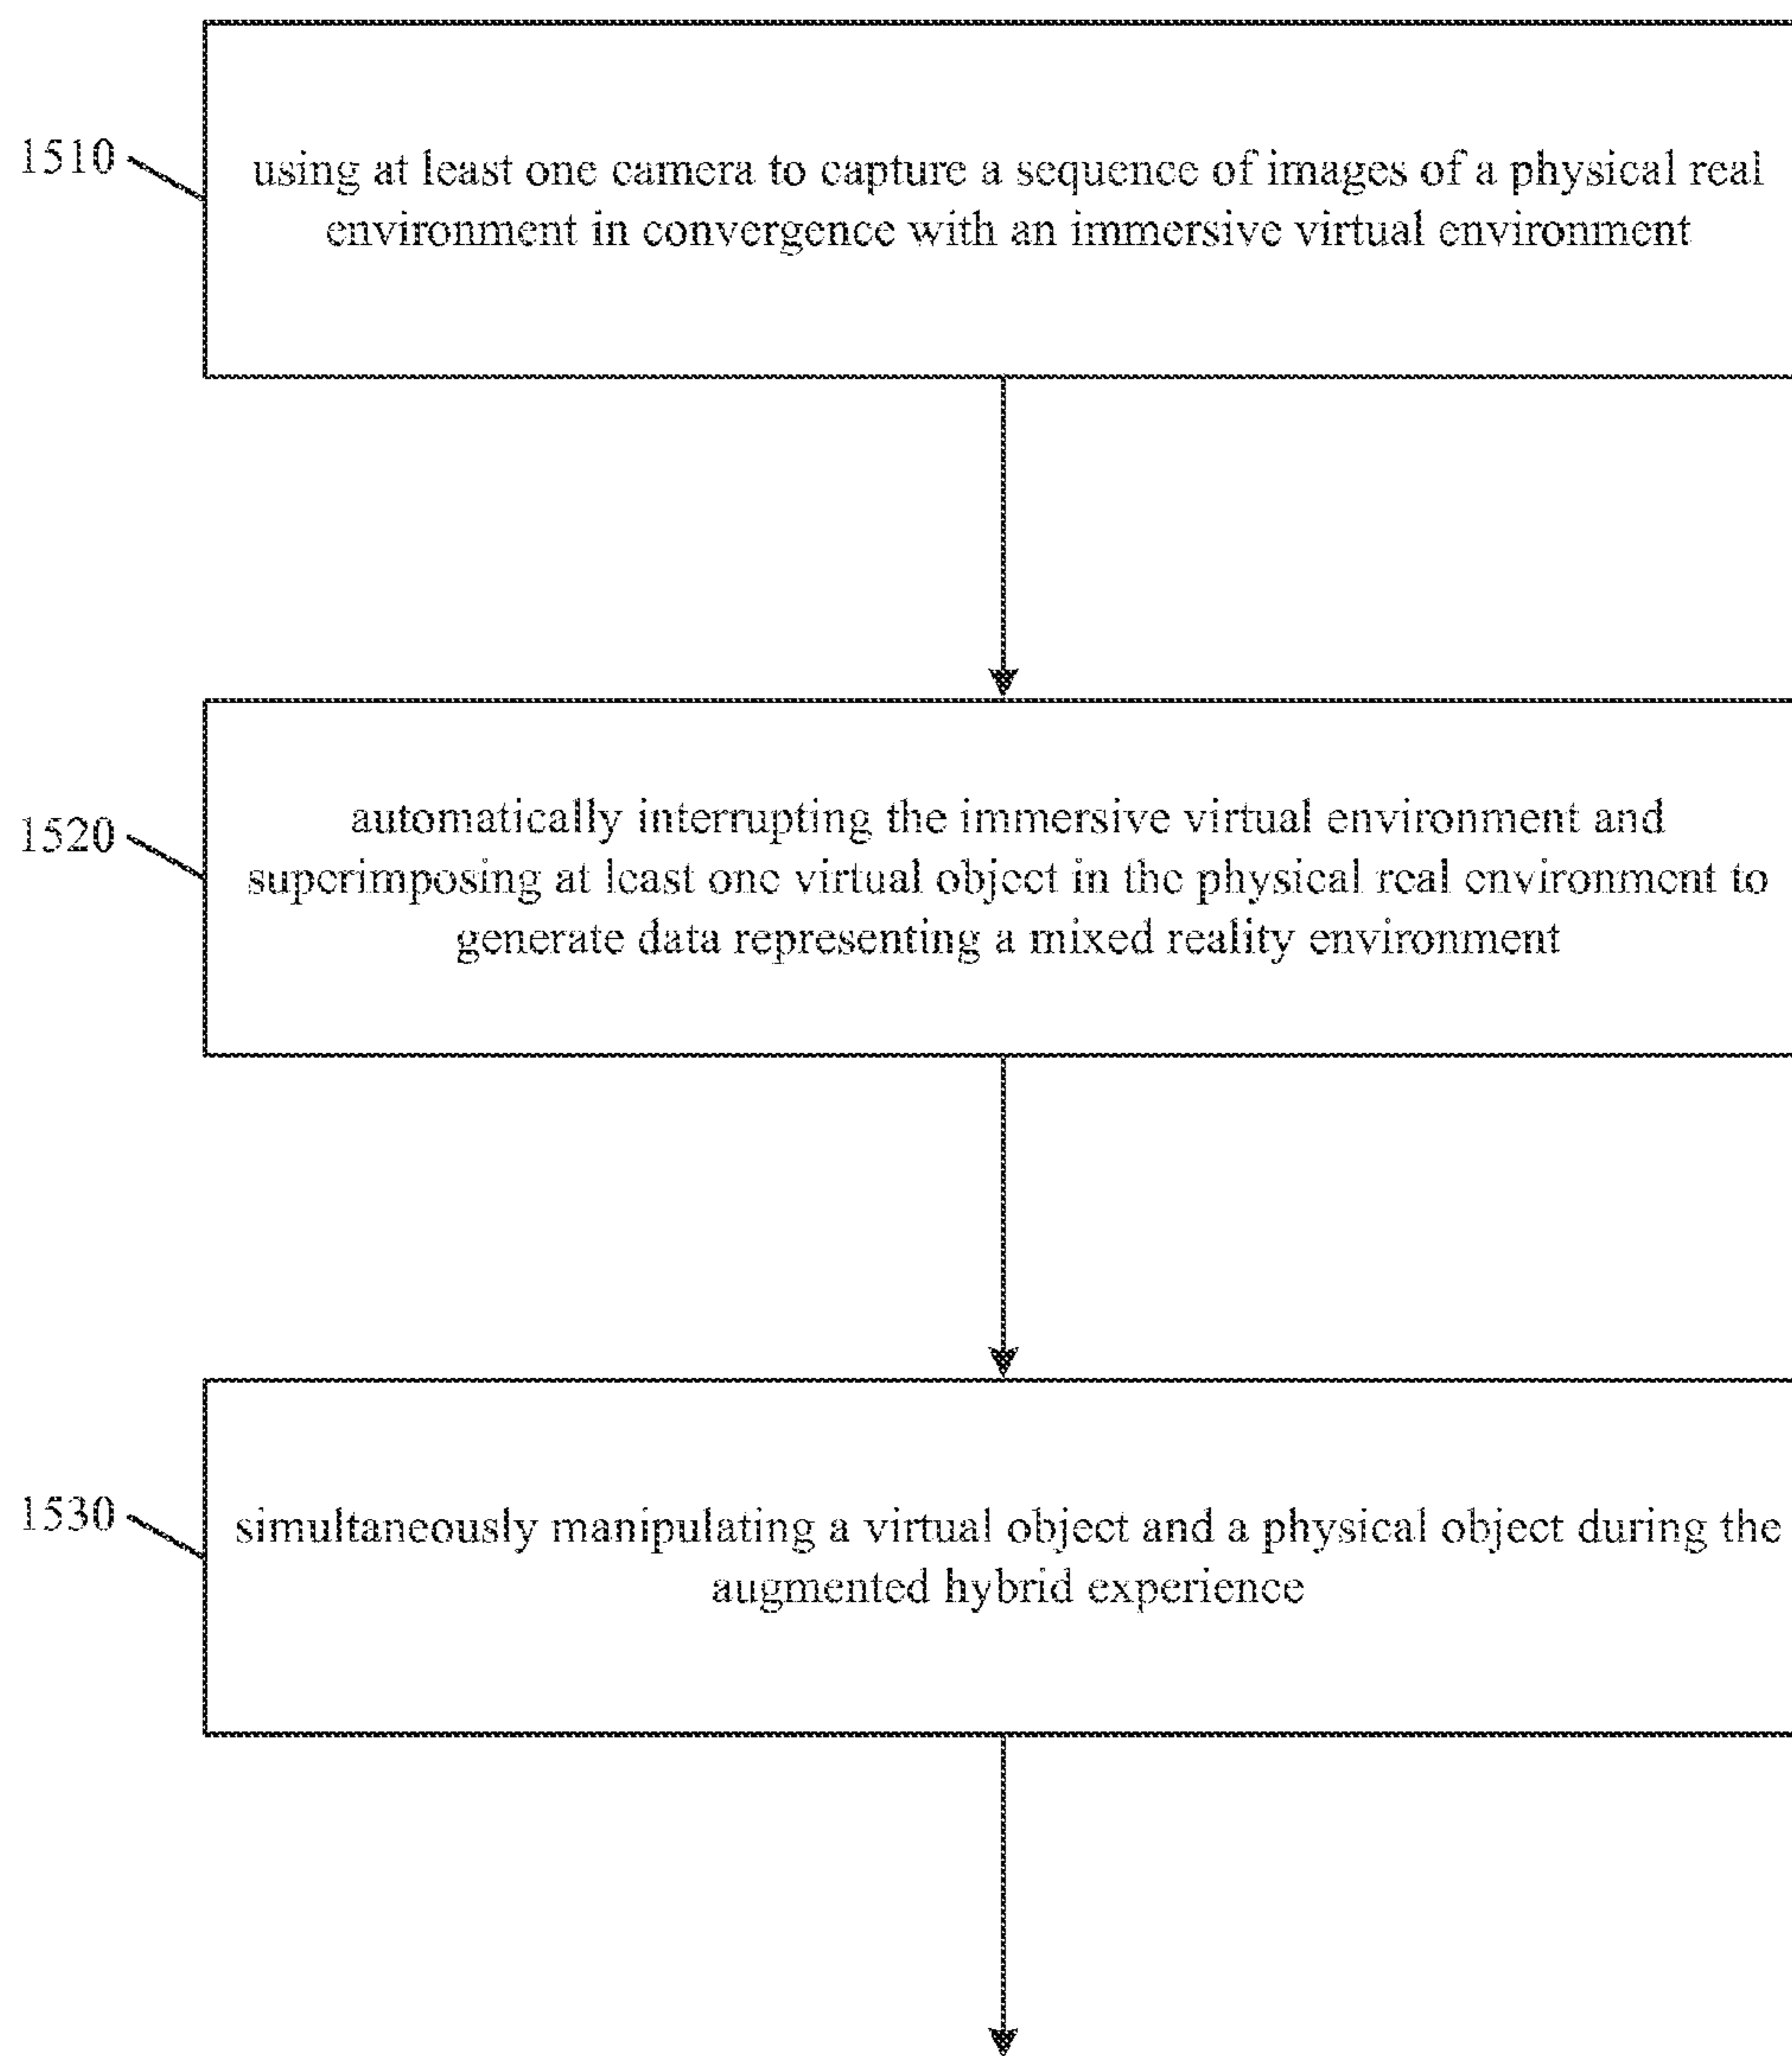 1510
using at least one camera to capture a sequence of images of a physical real
environment in convergence with an immersive virtual environment
1520
automatically interrupting the immersive virtual environment and
superimposing at least one virtual object in the physical real environment to
generate data representing a mixed reality environment
1530
simultaneously manipulating a virtual object and a physical object during the
augmented hybrid experience